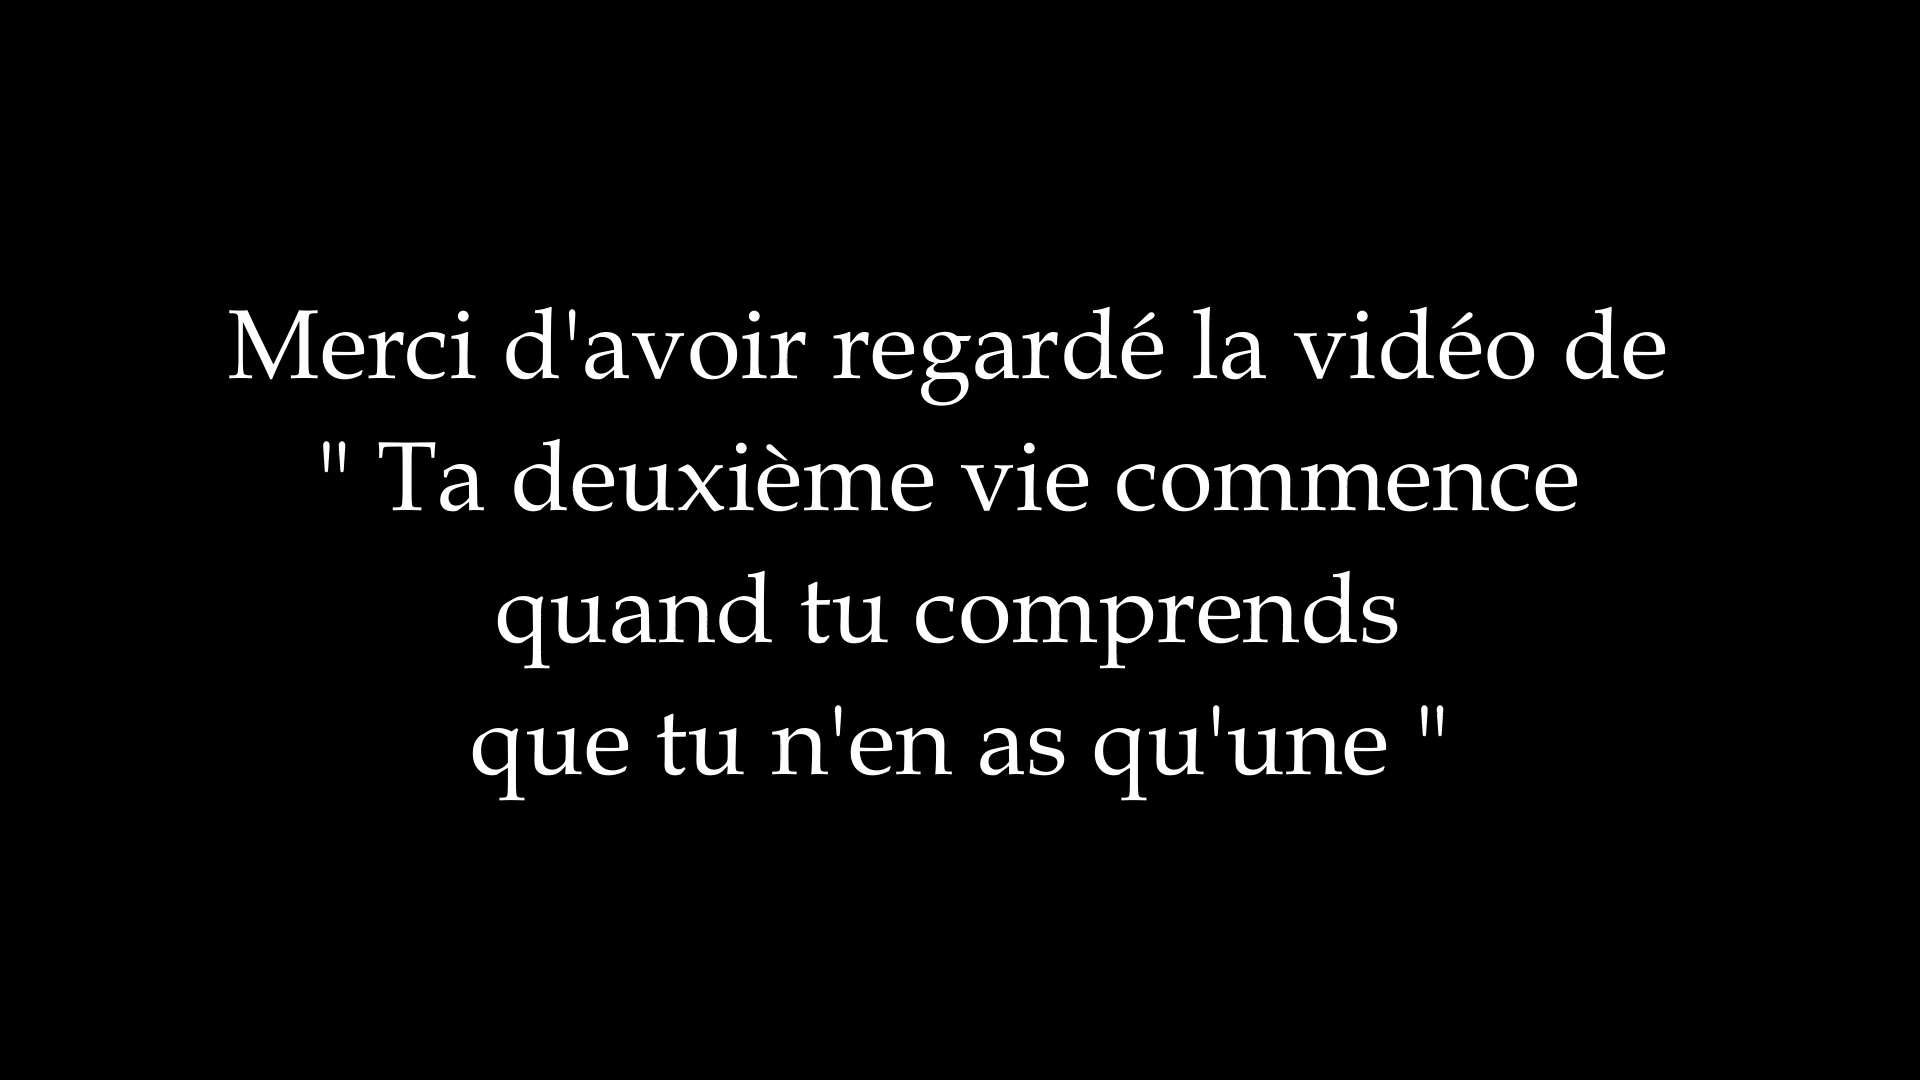 Merci d'avoir regardé la vidéo de
" Ta deuxième vie commence
quand tu comprends
que tu n'en as qu'une "